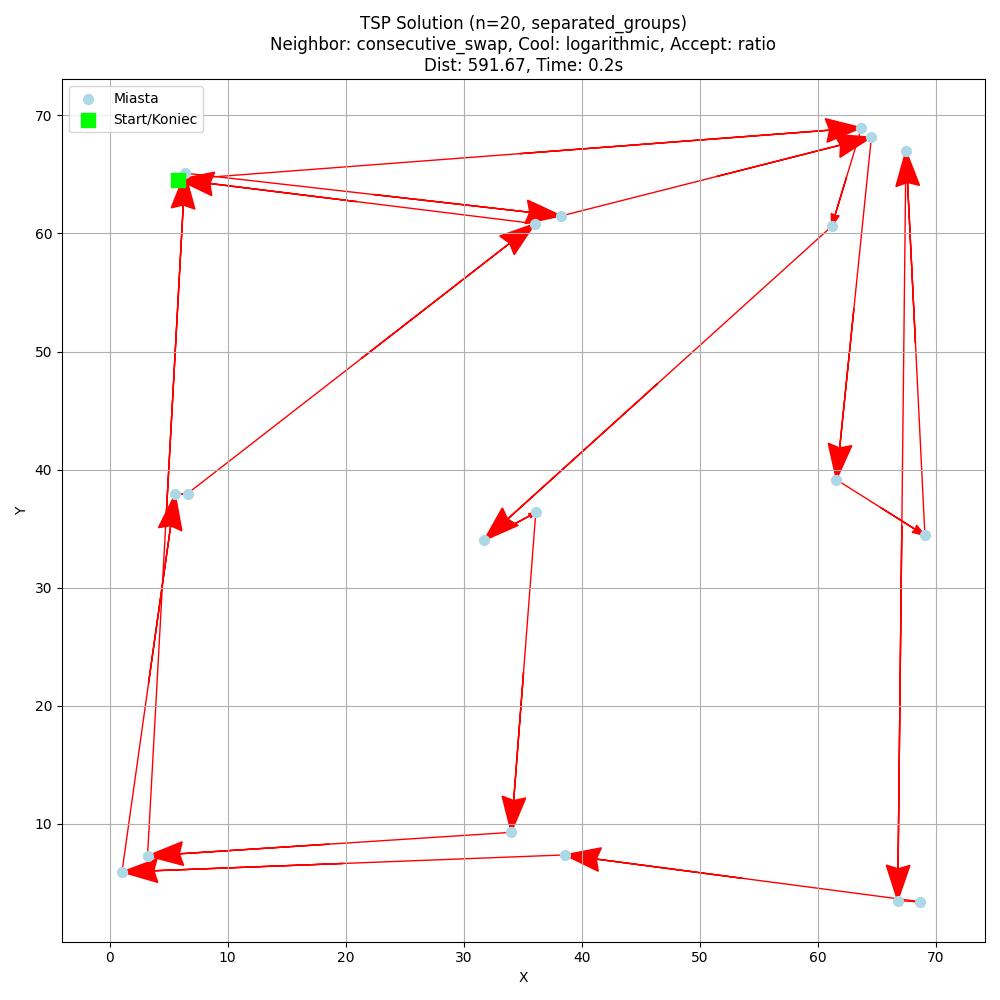 TSP Solution (n=20, separated_groups)
Neighbor: consecutive_swap, Cool: logarithmic, Accept: ratio
Dist: 591.67, Time: 0.2s
Miasta
Start/Koniec
70
60
50
40
30
20
10
Y
0 10 20 30 40 50 60 70
X